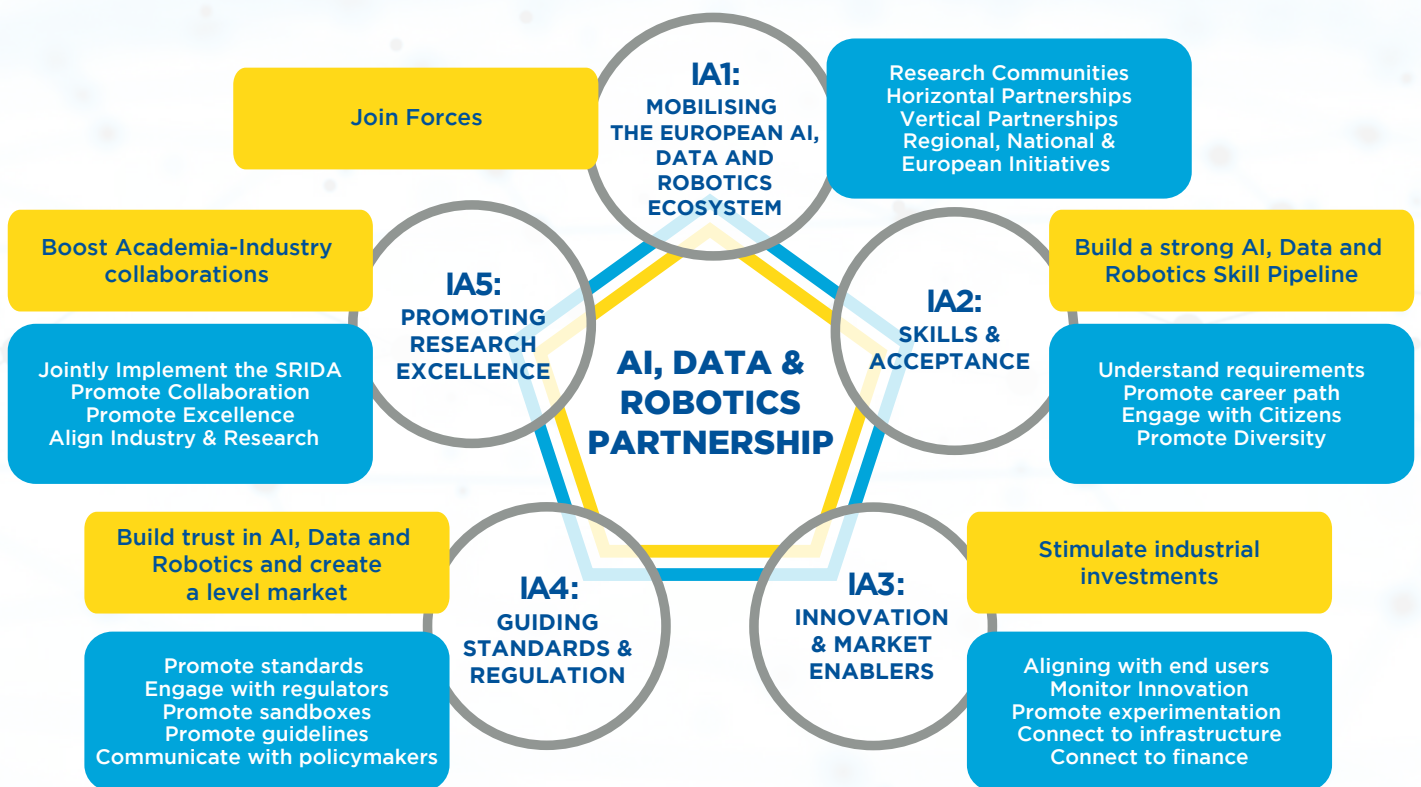 Join Forces
IA1:
MOBILISING
THE EUROPEAN AI,
DATA AND
ROBOTICS
ECOSYSTEM
Research Communities
Horizontal Partnerships
Vertical Partnerships
Regional, National &
European Initiatives
Boost Academia-Industry
collaborations
Jointly Implement the SRIDA
Promote Collaboration
Promote Excellence
Align Industry & Research
IA5:
PROMOTING
RESEARCH
EXCELLENCE
AI, DATA &
ROBOTICS
PARTNERSHIP
IA2:
SKILLS &
ACCEPTANCE
Build a strong AI, Data and
Robotics Skill Pipeline
Understand requirements
Promote career path
Engage with Citizens
Promote Diversity
Build trust in AI, Data and
Robotics and create
a level market
Promote standards
Engage with regulators
Promote sandboxes
Promote guidelines
Communicate with policymakers
IA4:
GUIDING
STANDARDS &
REGULATION
IA3:
INNOVATION
& MARKET
ENABLERS
Stimulate industrial
investments
Aligning with end users
Monitor Innovation
Promote experimentation
Connect to infrastructure
Connect to finance